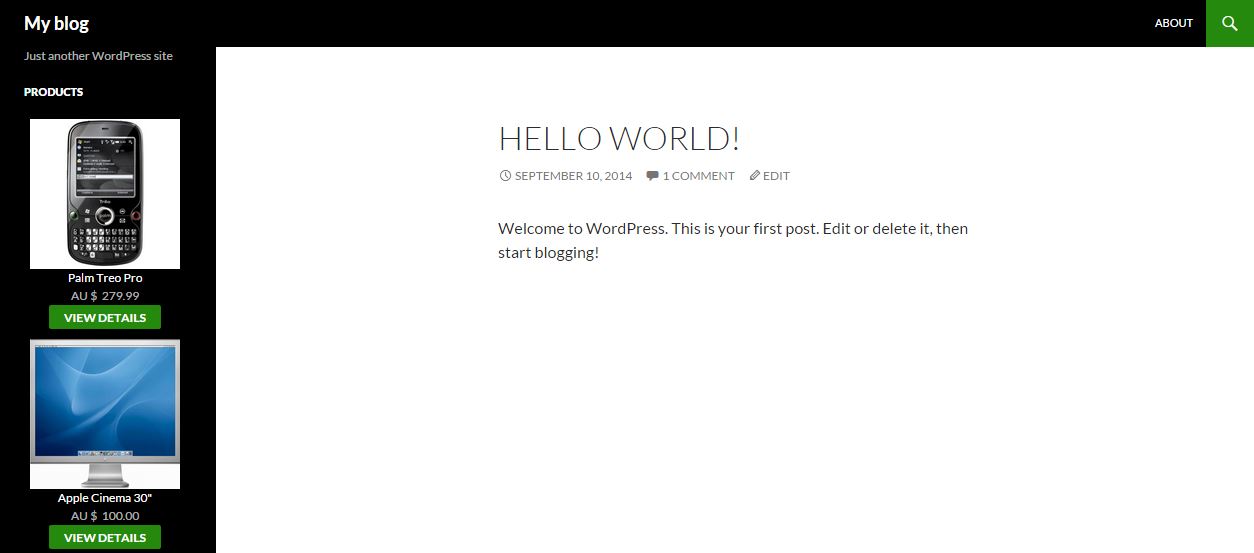 My blog
ABOUT
Just another WordPress site
PRODUCTS
Palm Treo Pro
AU $ 279.99
VIEW DETAILS
Apple Cinema 30"
AU $ 100.00
VIEW DETAILS
HELLO WORLD!
SEPTEMBER 10, 2014 1 COMMENT EDIT
Welcome to WordPress. This is your first post. Edit or delete it, then
start blogging!